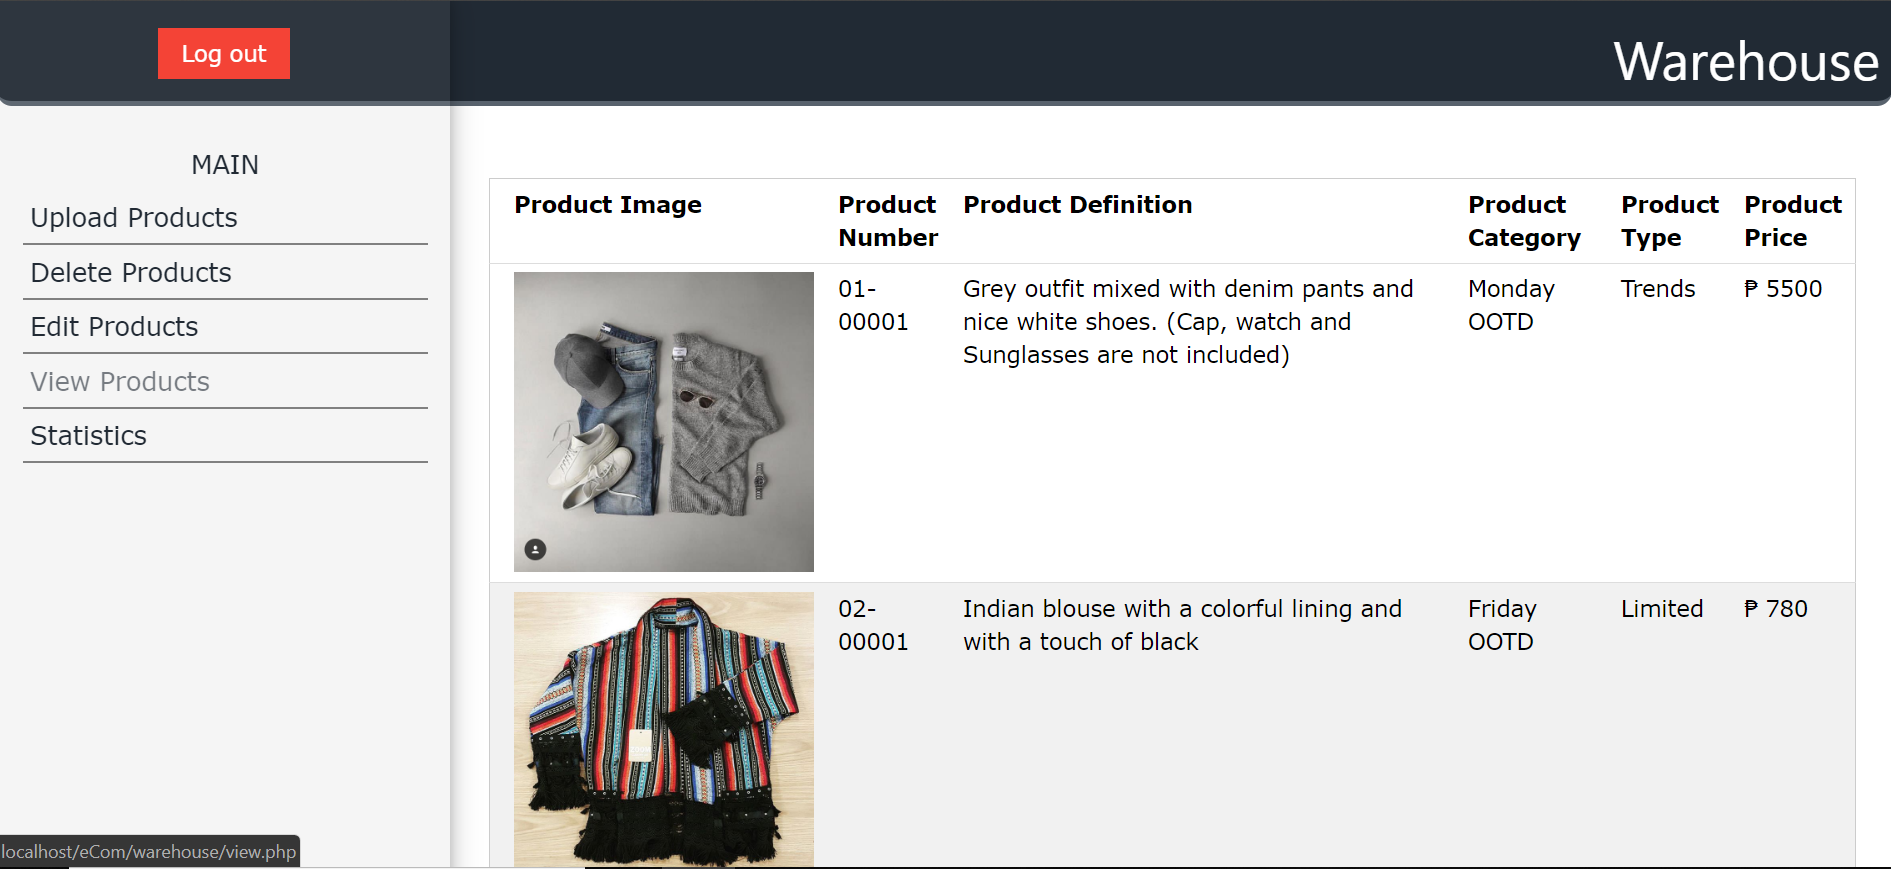 Log out
Warehouse
MAIN
Upload Products
Delete Products
Edit Products
View Products
Statistics
Product Image
Product
Number
Product Definition
Product
Category
Product
Type
Product
Price
01-
00001
Grey outfit mixed with denim pants and
nice white shoes. (Cap, watch and
Sunglasses are not included)
Monday
OOTD
Trends
₱ 5500
02-
00001
Indian blouse with a colorful lining and
with a touch of black
Friday
OOTD
Limited
₱ 780
localhost/eCom/warehouse/view.php